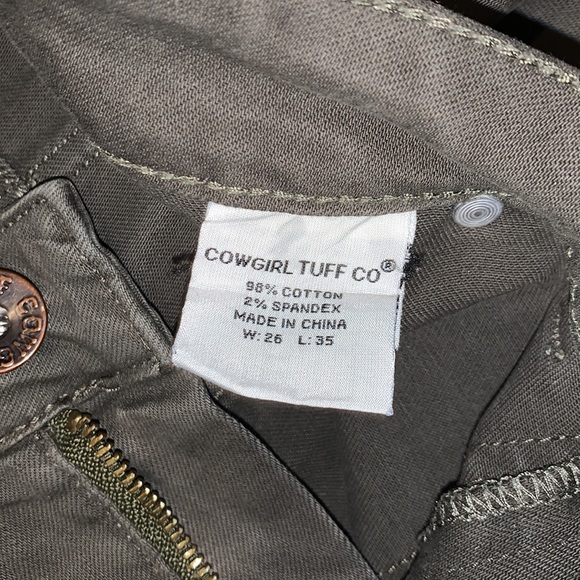 COWGIRL TUFF CO®
98% COTTON
2% SPANDEX
MADE IN CHINA
W: 26 L: 35